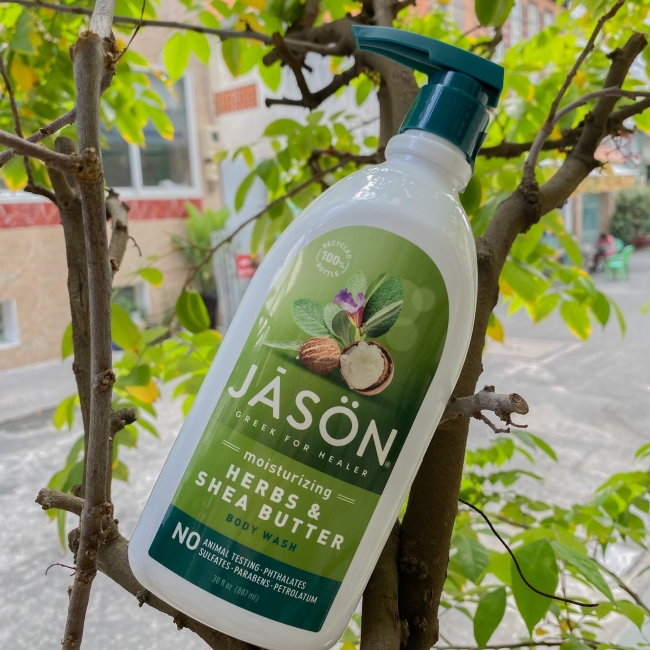 RECYCLED
100%
BOTTLE
JĀSÖN®
GREEK FOR HEALER
moisturizing
HERBS &
SHEA BUTTER
BODY WASH
NO ANIMAL TESTING • PHTHALATES
SULFATES • PARABENS • PETROLATUM
30 fl oz (887 ml)